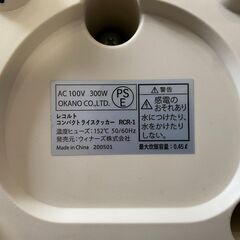 AC 100V 300W
OKANO CO.,LTD.
PS
E
レコルト
コンパクトライスクッカー RCR-1
温度ヒューズ：152℃ 50/60Hz
発売元：ウィナーズ株式会社
Made in China 200501
警告
感電の
おそれあり
水につけたり、
水をかけたり
しない。
最大炊飯容量：0.45ℓ